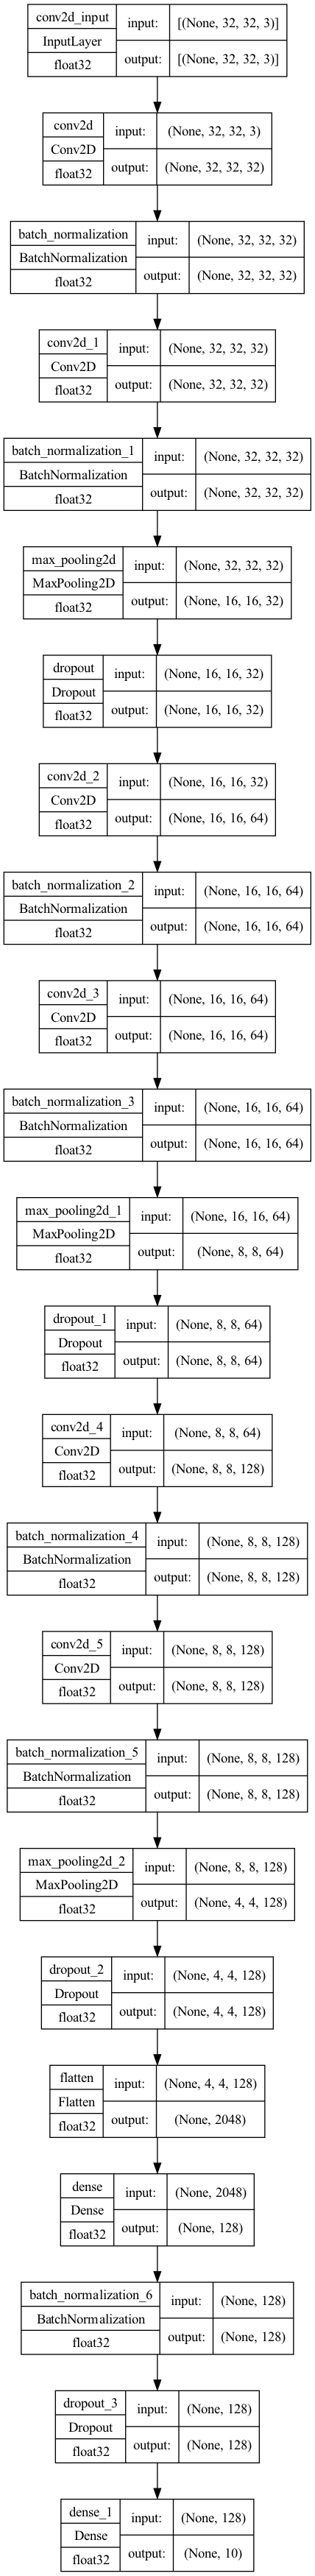 conv2d_input input: [(None, 32, 32, 3)]
InputLayer
float32 output: [(None, 32, 32, 3)]
conv2d input: (None, 32, 32, 3)
Conv2D
float32 output: (None, 32, 32, 32)
batch_normalization input: (None, 32, 32, 32)
BatchNormalization
float32 output: (None, 32, 32, 32)
conv2d_1 input: (None, 32, 32, 32)
Conv2D
float32 output: (None, 32, 32, 32)
batch_normalization_1 input: (None, 32, 32, 32)
BatchNormalization
float32 output: (None, 32, 32, 32)
max_pooling2d input: (None, 32, 32, 32)
MaxPooling2D
float32 output: (None, 16, 16, 32)
dropout input: (None, 16, 16, 32)
Dropout
float32 output: (None, 16, 16, 32)
conv2d_2 input: (None, 16, 16, 32)
Conv2D
float32 output: (None, 16, 16, 64)
batch_normalization_2 input: (None, 16, 16, 64)
BatchNormalization
float32 output: (None, 16, 16, 64)
conv2d_3 input: (None, 16, 16, 64)
Conv2D
float32 output: (None, 16, 16, 64)
batch_normalization_3 input: (None, 16, 16, 64)
BatchNormalization
float32 output: (None, 16, 16, 64)
max_pooling2d_1 input: (None, 16, 16, 64)
MaxPooling2D
float32 output: (None, 8, 8, 64)
dropout_1 input: (None, 8, 8, 64)
Dropout
float32 output: (None, 8, 8, 64)
conv2d_4 input: (None, 8, 8, 64)
Conv2D
float32 output: (None, 8, 8, 128)
batch_normalization_4 input: (None, 8, 8, 128)
BatchNormalization
float32 output: (None, 8, 8, 128)
conv2d_5 input: (None, 8, 8, 128)
Conv2D
float32 output: (None, 8, 8, 128)
batch_normalization_5 input: (None, 8, 8, 128)
BatchNormalization
float32 output: (None, 8, 8, 128)
max_pooling2d_2 input: (None, 8, 8, 128)
MaxPooling2D
float32 output: (None, 4, 4, 128)
dropout_2 input: (None, 4, 4, 128)
Dropout
float32 output: (None, 4, 4, 128)
flatten input: (None, 4, 4, 128)
Flatten
float32 output: (None, 2048)
dense input: (None, 2048)
Dense
float32 output: (None, 128)
batch_normalization_6 input: (None, 128)
BatchNormalization
float32 output: (None, 128)
dropout_3 input: (None, 128)
Dropout
float32 output: (None, 128)
dense_1 input: (None, 128)
Dense
float32 output: (None, 10)